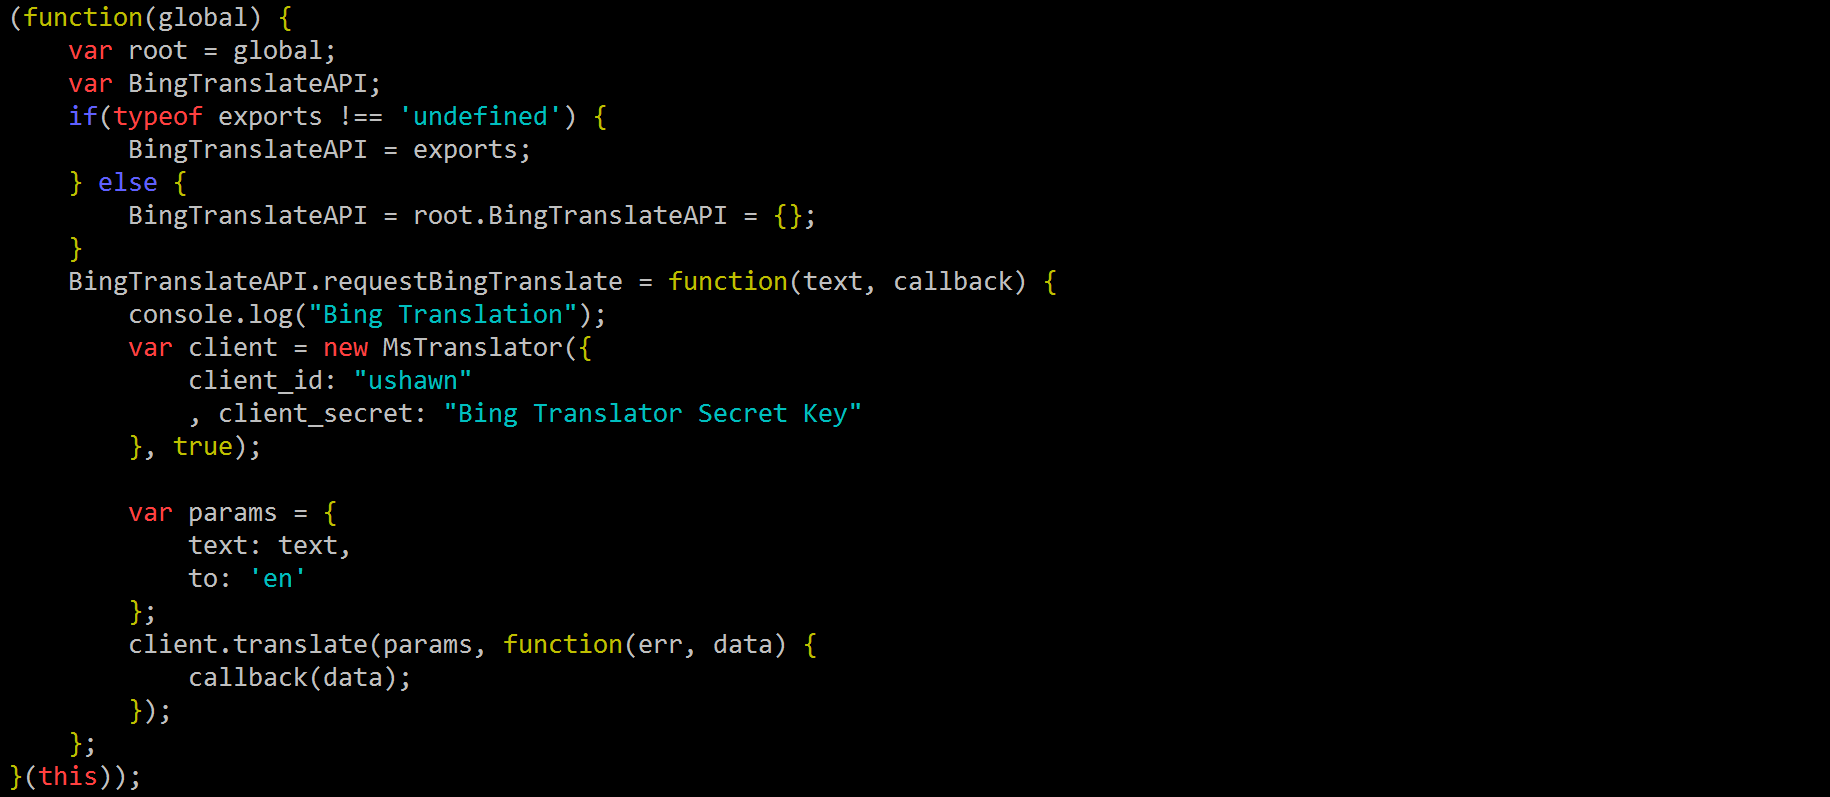 (function(global) {
    var root = global;
    var BingTranslateAPI;
    if(typeof exports !== 'undefined') {
        BingTranslateAPI = exports;
    } else {
        BingTranslateAPI = root.BingTranslateAPI = {};
    }
    BingTranslateAPI.requestBingTranslate = function(text, callback) {
        console.log("Bing Translation");
        var client = new MsTranslator({
            client_id: "ushawn"
            , client_secret: "Bing Translator Secret Key"
        }, true);

        var params = {
            text: text,
            to: 'en'
        };
        client.translate(params, function(err, data) {
            callback(data);
        });
    };
}(this));